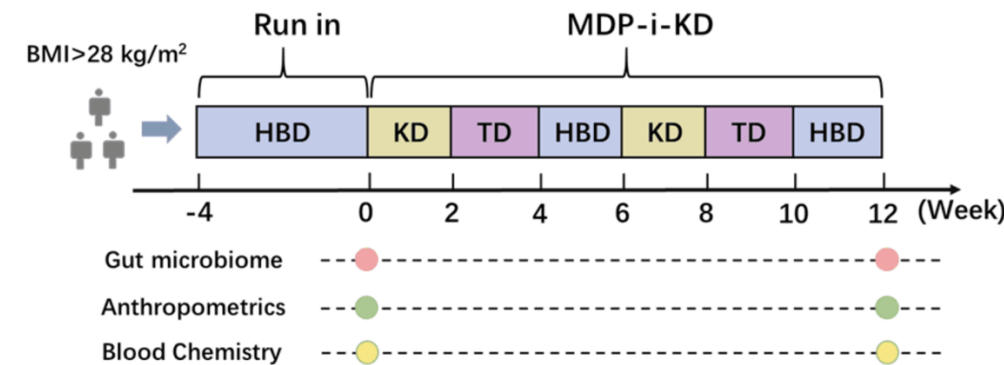 Run in
MDP-i-KD
BMI>28 kg/m²
HBD KD TD HBD KD TD HBD
-4 0 2 4 6 8 10 12 (Week)
Gut microbiome
Anthropometrics
Blood Chemistry